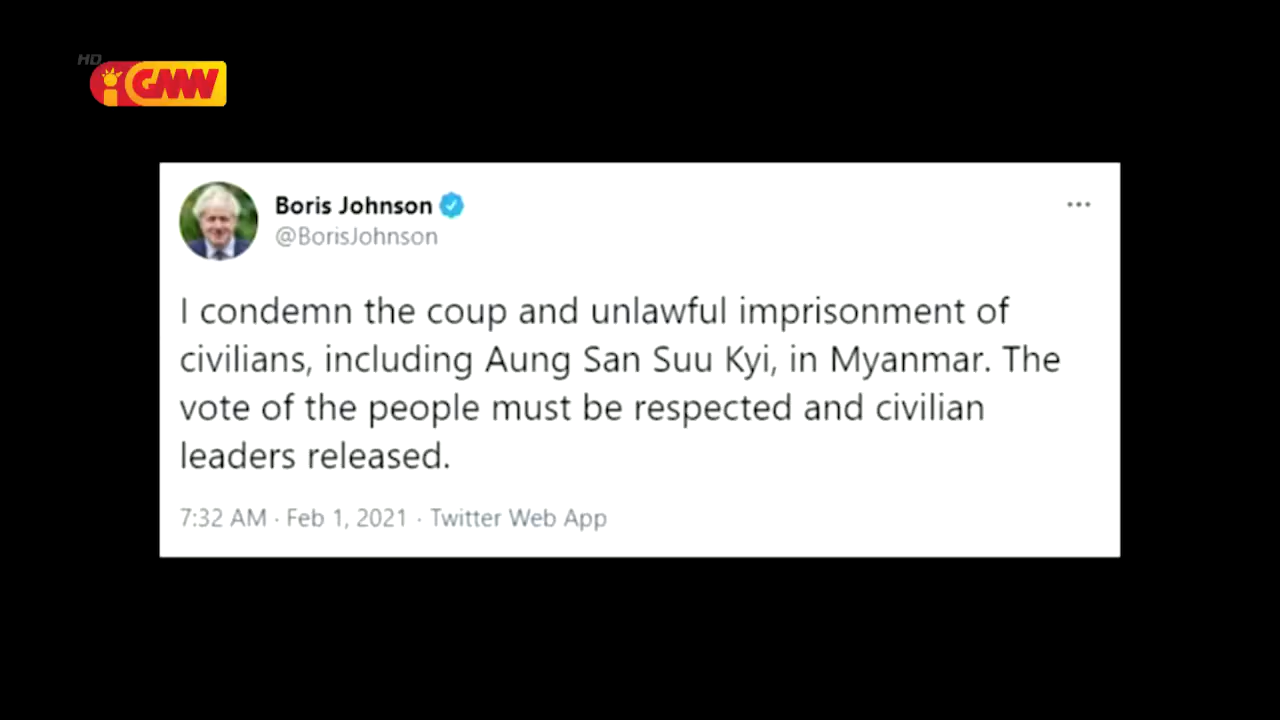 HD
iGMW
Boris Johnson
@BorisJohnson
I condemn the coup and unlawful imprisonment of
civilians, including Aung San Suu Kyi, in Myanmar. The
vote of the people must be respected and civilian
leaders released.
7:32 AM · Feb 1, 2021 · Twitter Web App